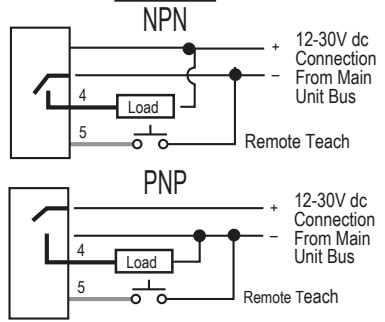 NPN
+
12-30V dc
Connection
–
From Main
Unit Bus
4
Load
5
Remote Teach
PNP
+
12-30V dc
Connection
–
From Main
Unit Bus
4
Load
5
Remote Teach